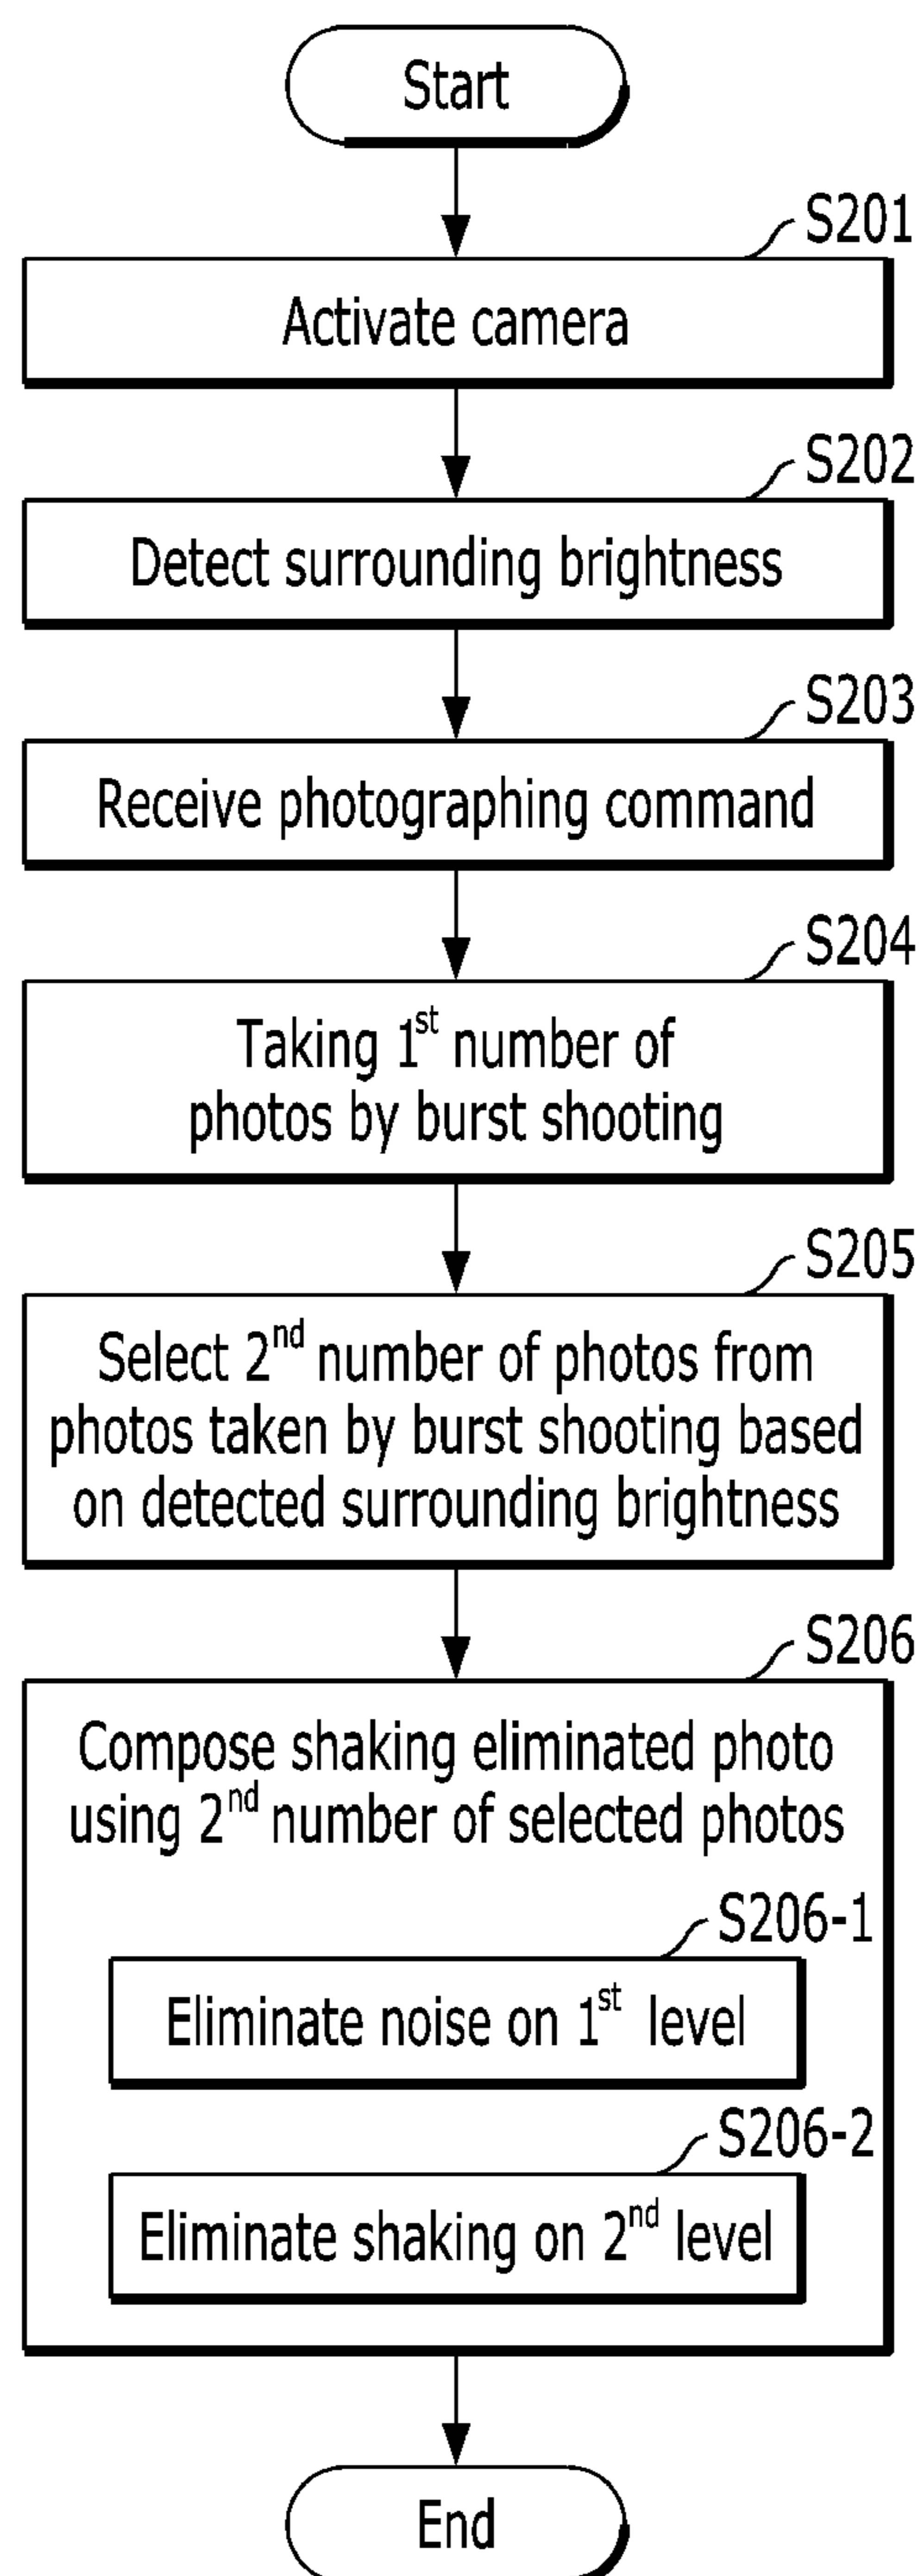 Start
S201
Activate camera
S202
Detect surrounding brightness
S203
Receive photographing command
S204
Taking 1st number of
photos by burst shooting
S205
Select 2nd number of photos from
photos taken by burst shooting based
on detected surrounding brightness
S206
Compose shaking eliminated photo
using 2nd number of selected photos
S206-1
Eliminate noise on 1st level
S206-2
Eliminate shaking on 2nd level
End